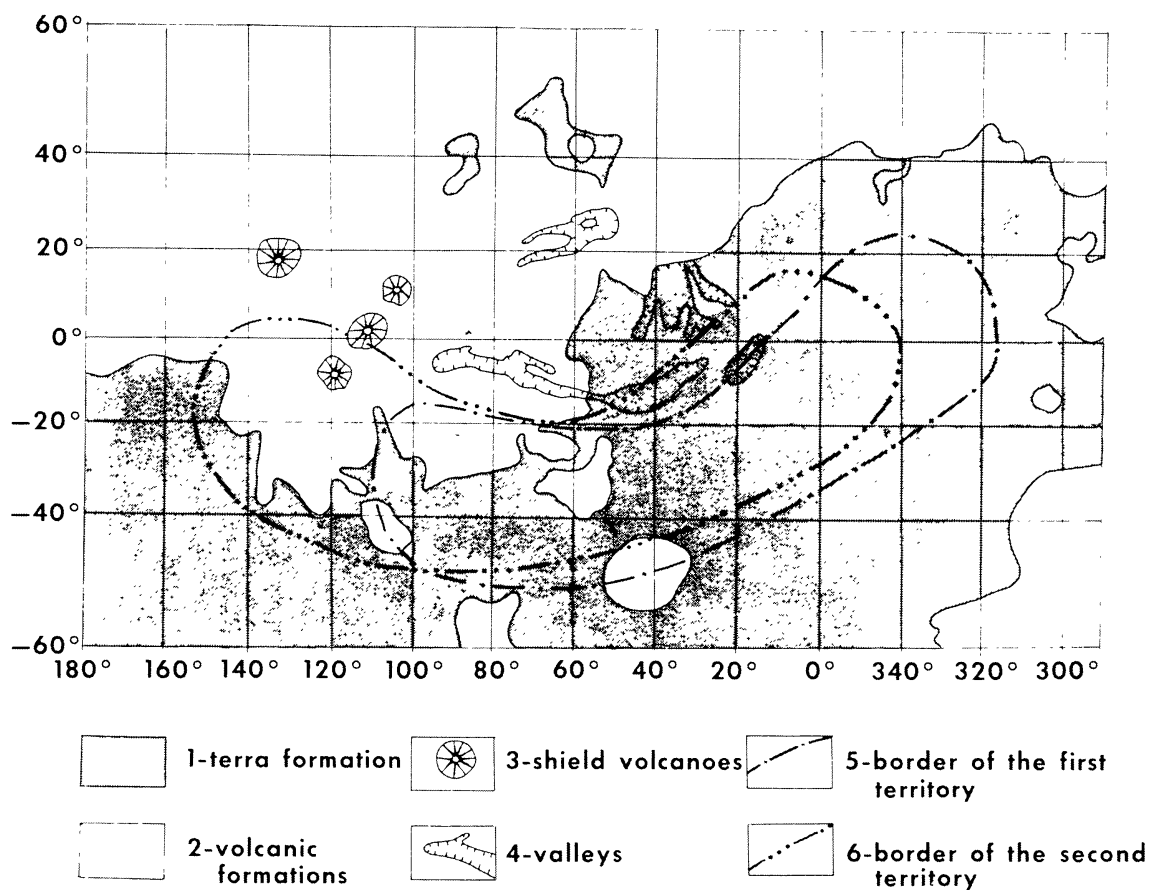 60°
40°
20°
0°
−20°
−40°
−60°
180° 160° 140° 120° 100° 80° 60° 40° 20° 0° 340° 320° 300°
1-terra formation
3-shield volcanoes
5-border of the first
territory
2-volcanic
formations
4-valleys
6-border of the second
territory